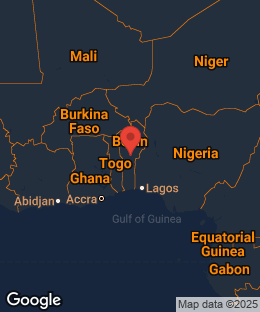 Mali
Niger
Burkina
Faso
Benin
Togo
Nigeria
Ghana
Lagos
Abidjan
Accra
Gulf of Guinea
Equatorial
Guinea
Gabon
Google
Map data ©2025